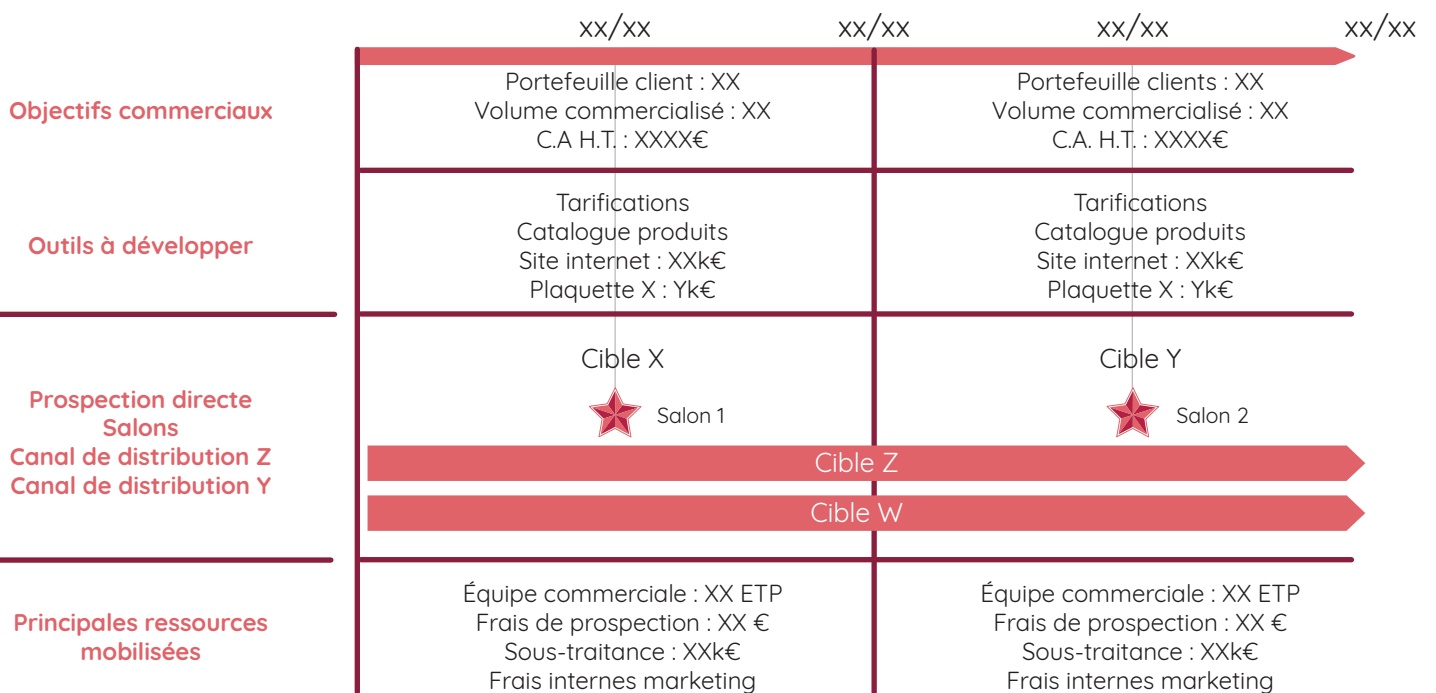 xx/xx xx/xx xx/xx xx/xx
Objectifs commerciaux
Portefeuille client : XX
Volume commercialisé : XX
C.A H.T. : XXXX€
Portefeuille clients : XX
Volume commercialisé : XX
C.A. H.T. : XXXX€
Outils à développer
Tarifications
Catalogue produits
Site internet : XXk€
Plaquette X : Yk€
Tarifications
Catalogue produits
Site internet : XXk€
Plaquette X : Yk€
Prospection directe
Salons
Canal de distribution Z
Canal de distribution Y
Cible X
Salon 1
Cible Y
Salon 2
Cible Z
Cible W
Principales ressources
mobilisées
Équipe commerciale : XX ETP
Frais de prospection : XX €
Sous-traitance : XXk€
Frais internes marketing
Équipe commerciale : XX ETP
Frais de prospection : XX €
Sous-traitance : XXk€
Frais internes marketing